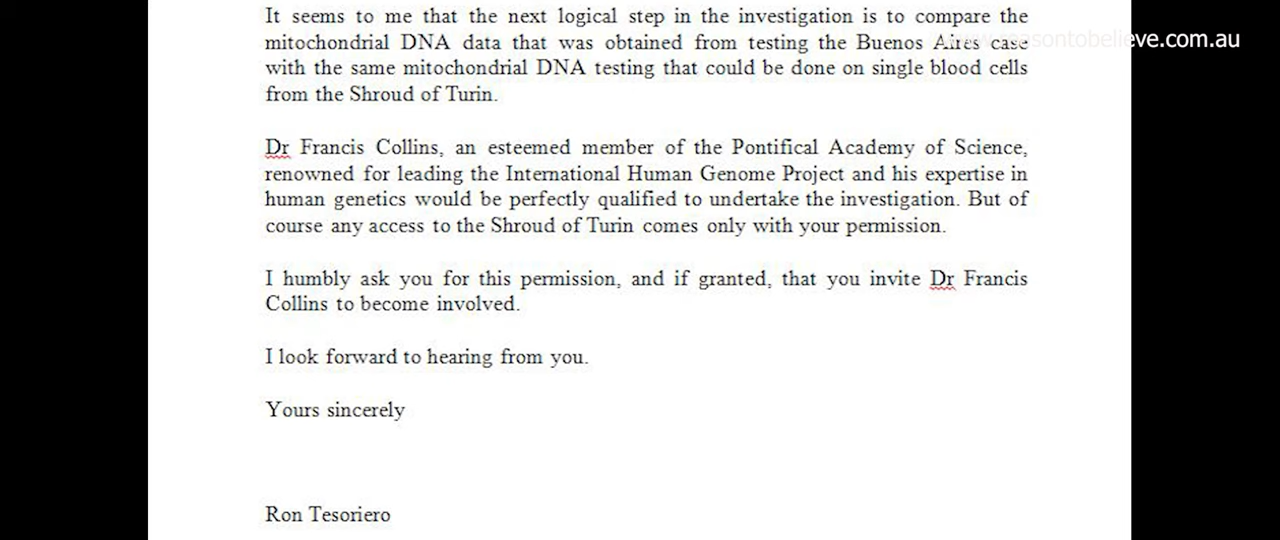 It seems to me that the next logical step in the investigation is to compare the
mitochondrial DNA data that was obtained from testing the Buenos Aires case
www.reasontobelieve.com.au
with the same mitochondrial DNA testing that could be done on single blood cells
from the Shroud of Turin.
Dr Francis Collins, an esteemed member of the Pontifical Academy of Science,
renowned for leading the International Human Genome Project and his expertise in
human genetics would be perfectly qualified to undertake the investigation. But of
course any access to the Shroud of Turin comes only with your permission.
I humbly ask you for this permission, and if granted, that you invite Dr Francis
Collins to become involved.
I look forward to hearing from you.
Yours sincerely
Ron Tesoriero